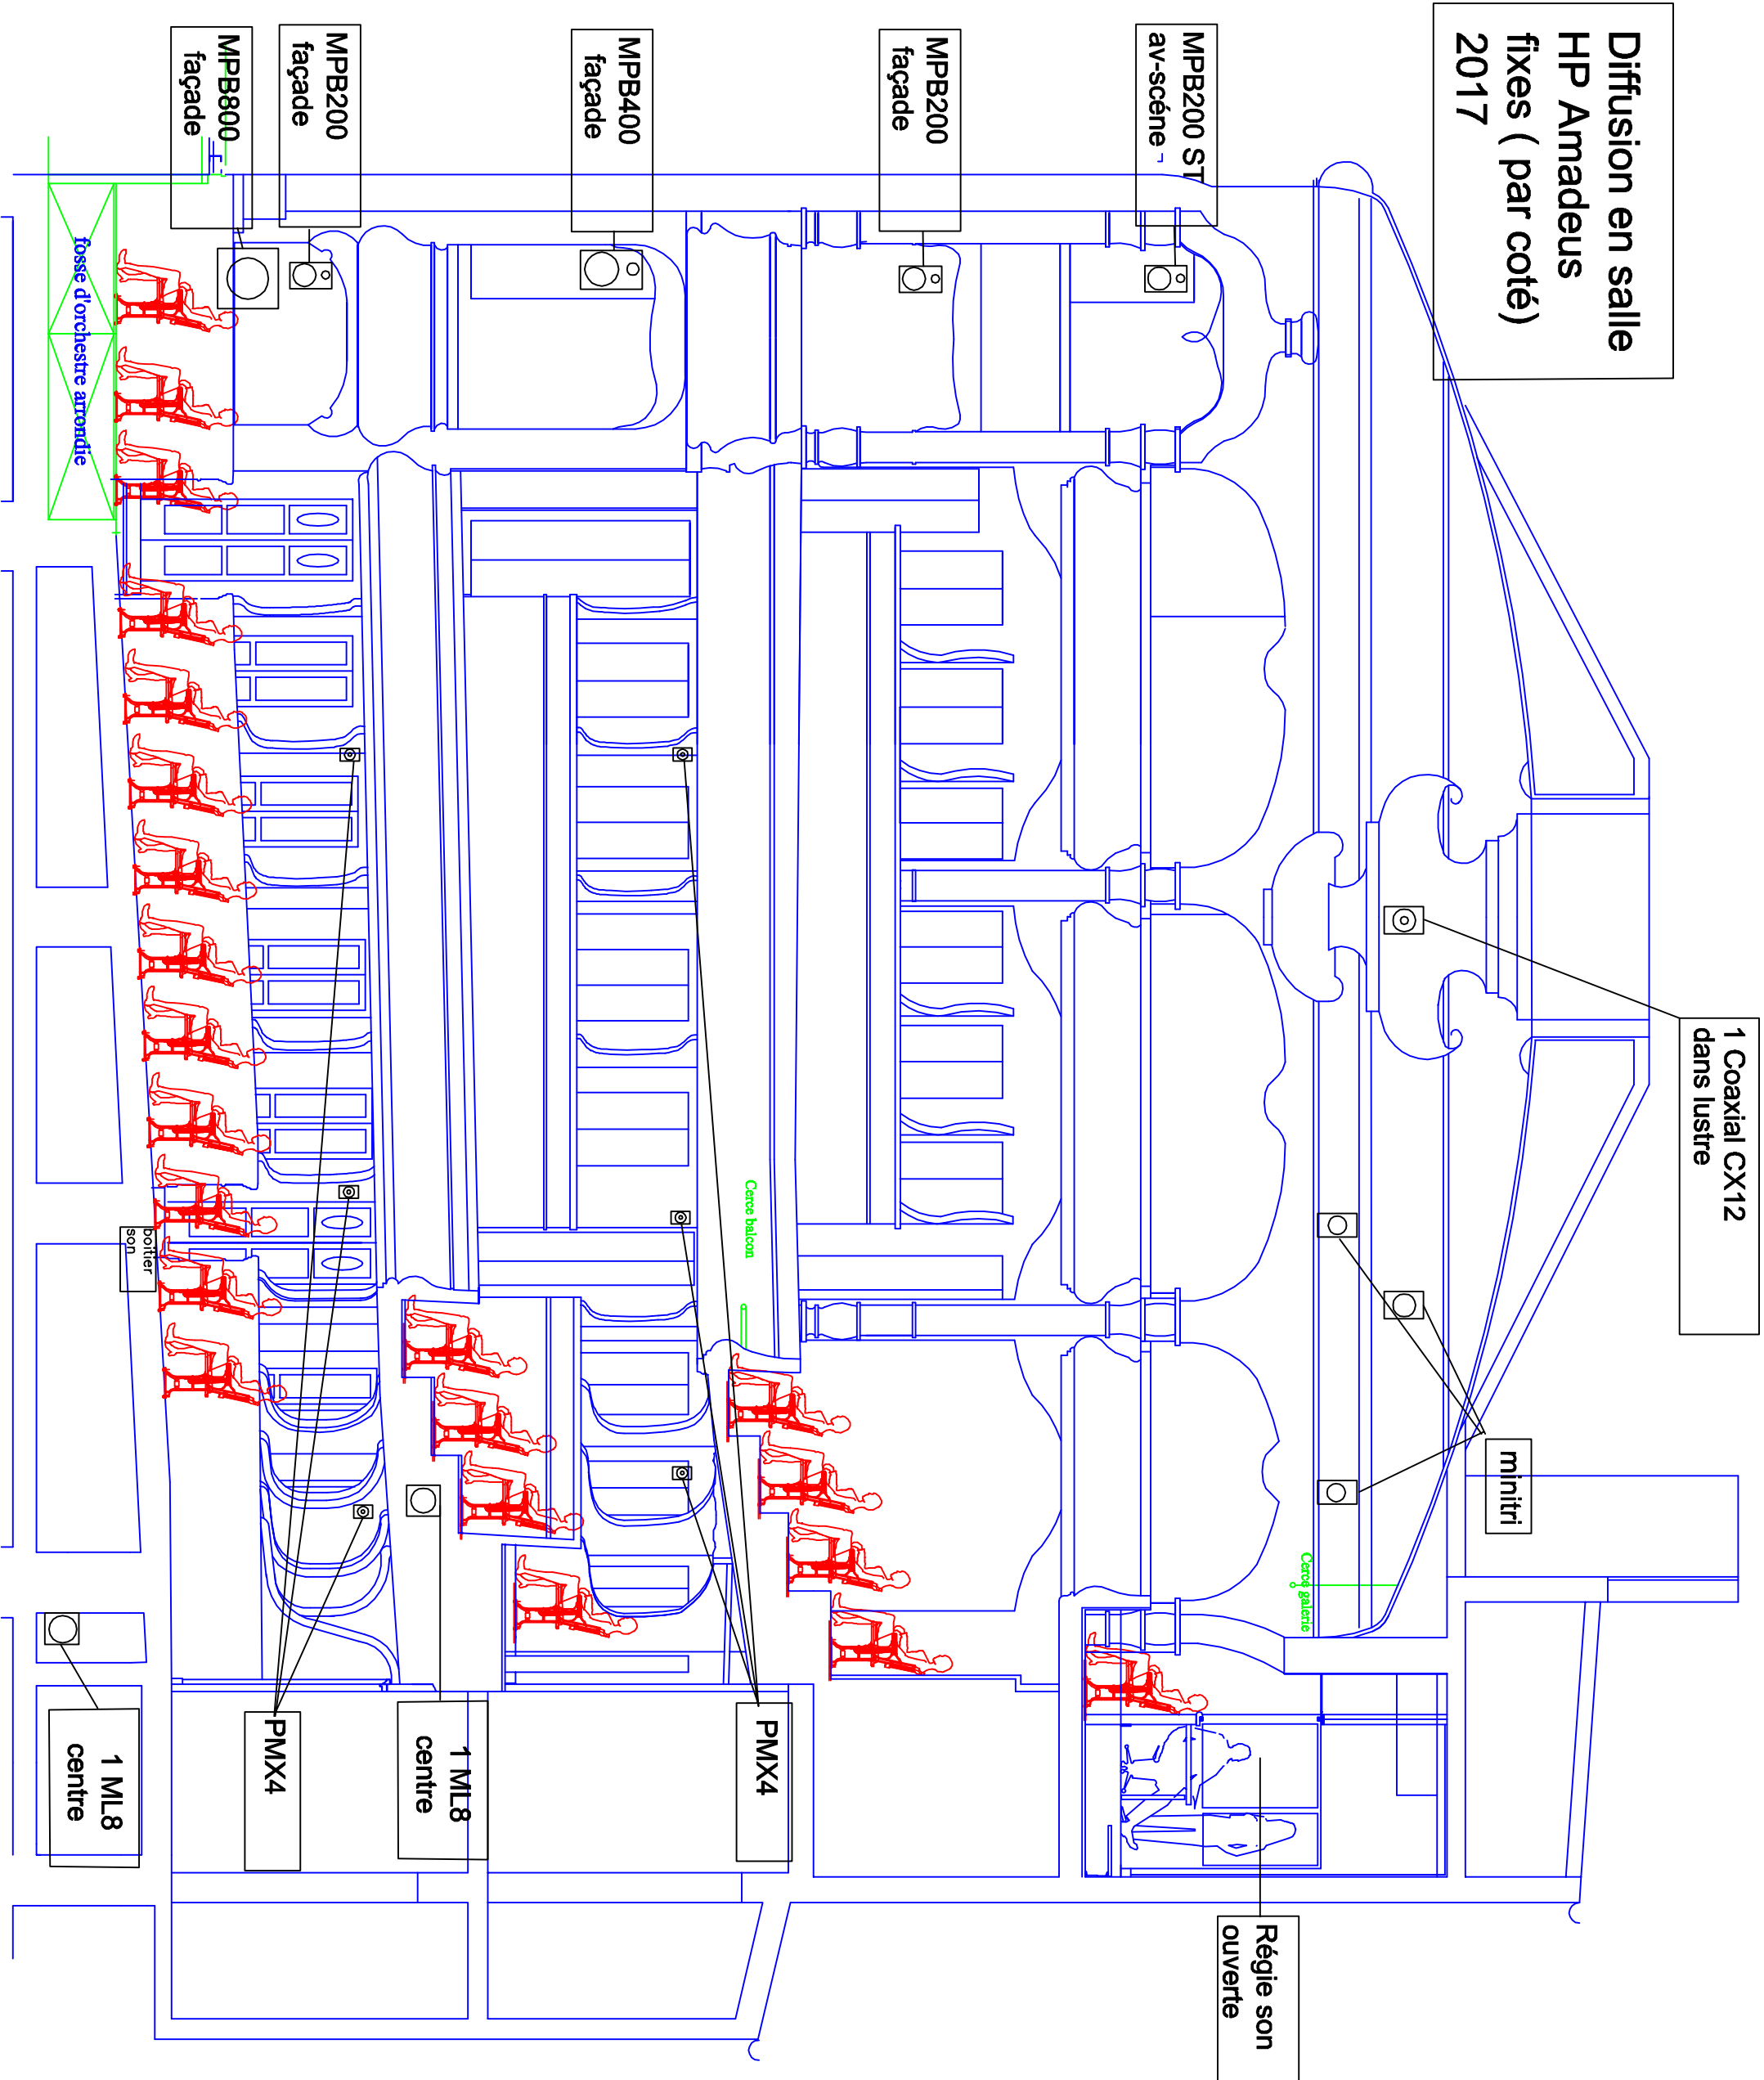 Diffusion en salle
HP Amadeus
fixes ( par coté)
2017
1 Coaxial CX12
dans lustre
minitri
MPB200 ST
av-scéne
MPB200
façade
MPB400
façade
MPB200
façade
MPB800
façade
fosse d'orchestre arrondie
Cerce balcon
Cerce galerie
boitier
son
Régie son
ouverte
PMX4
1 ML8
centre
PMX4
1 ML8
centre